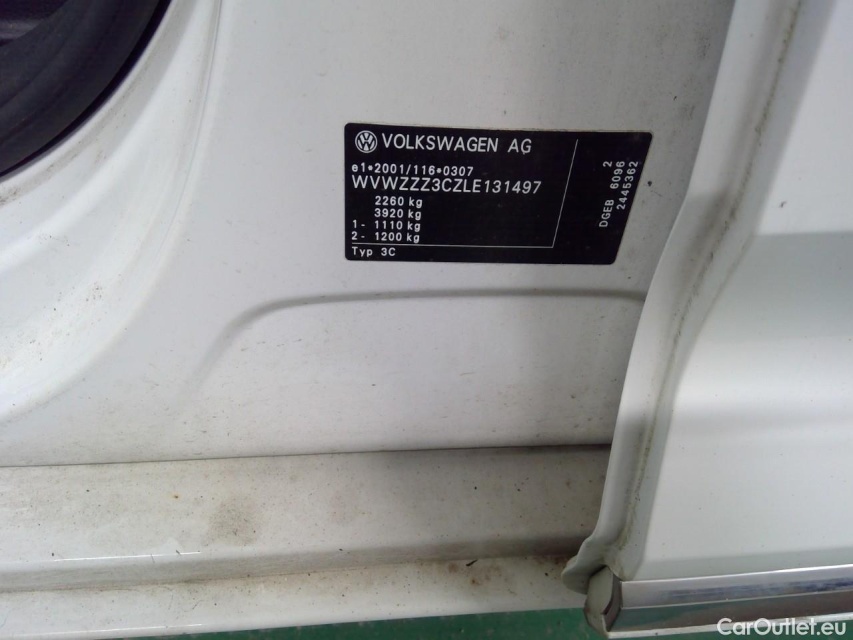 VOLKSWAGEN AG
e1*2001/116*0307
WVWZZZ3CZLE131497
2260 kg
3920 kg
1- 1110 kg
2- 1200 kg
Typ 3C
2
DGEB 6096
2445362
CarOutlet.eu